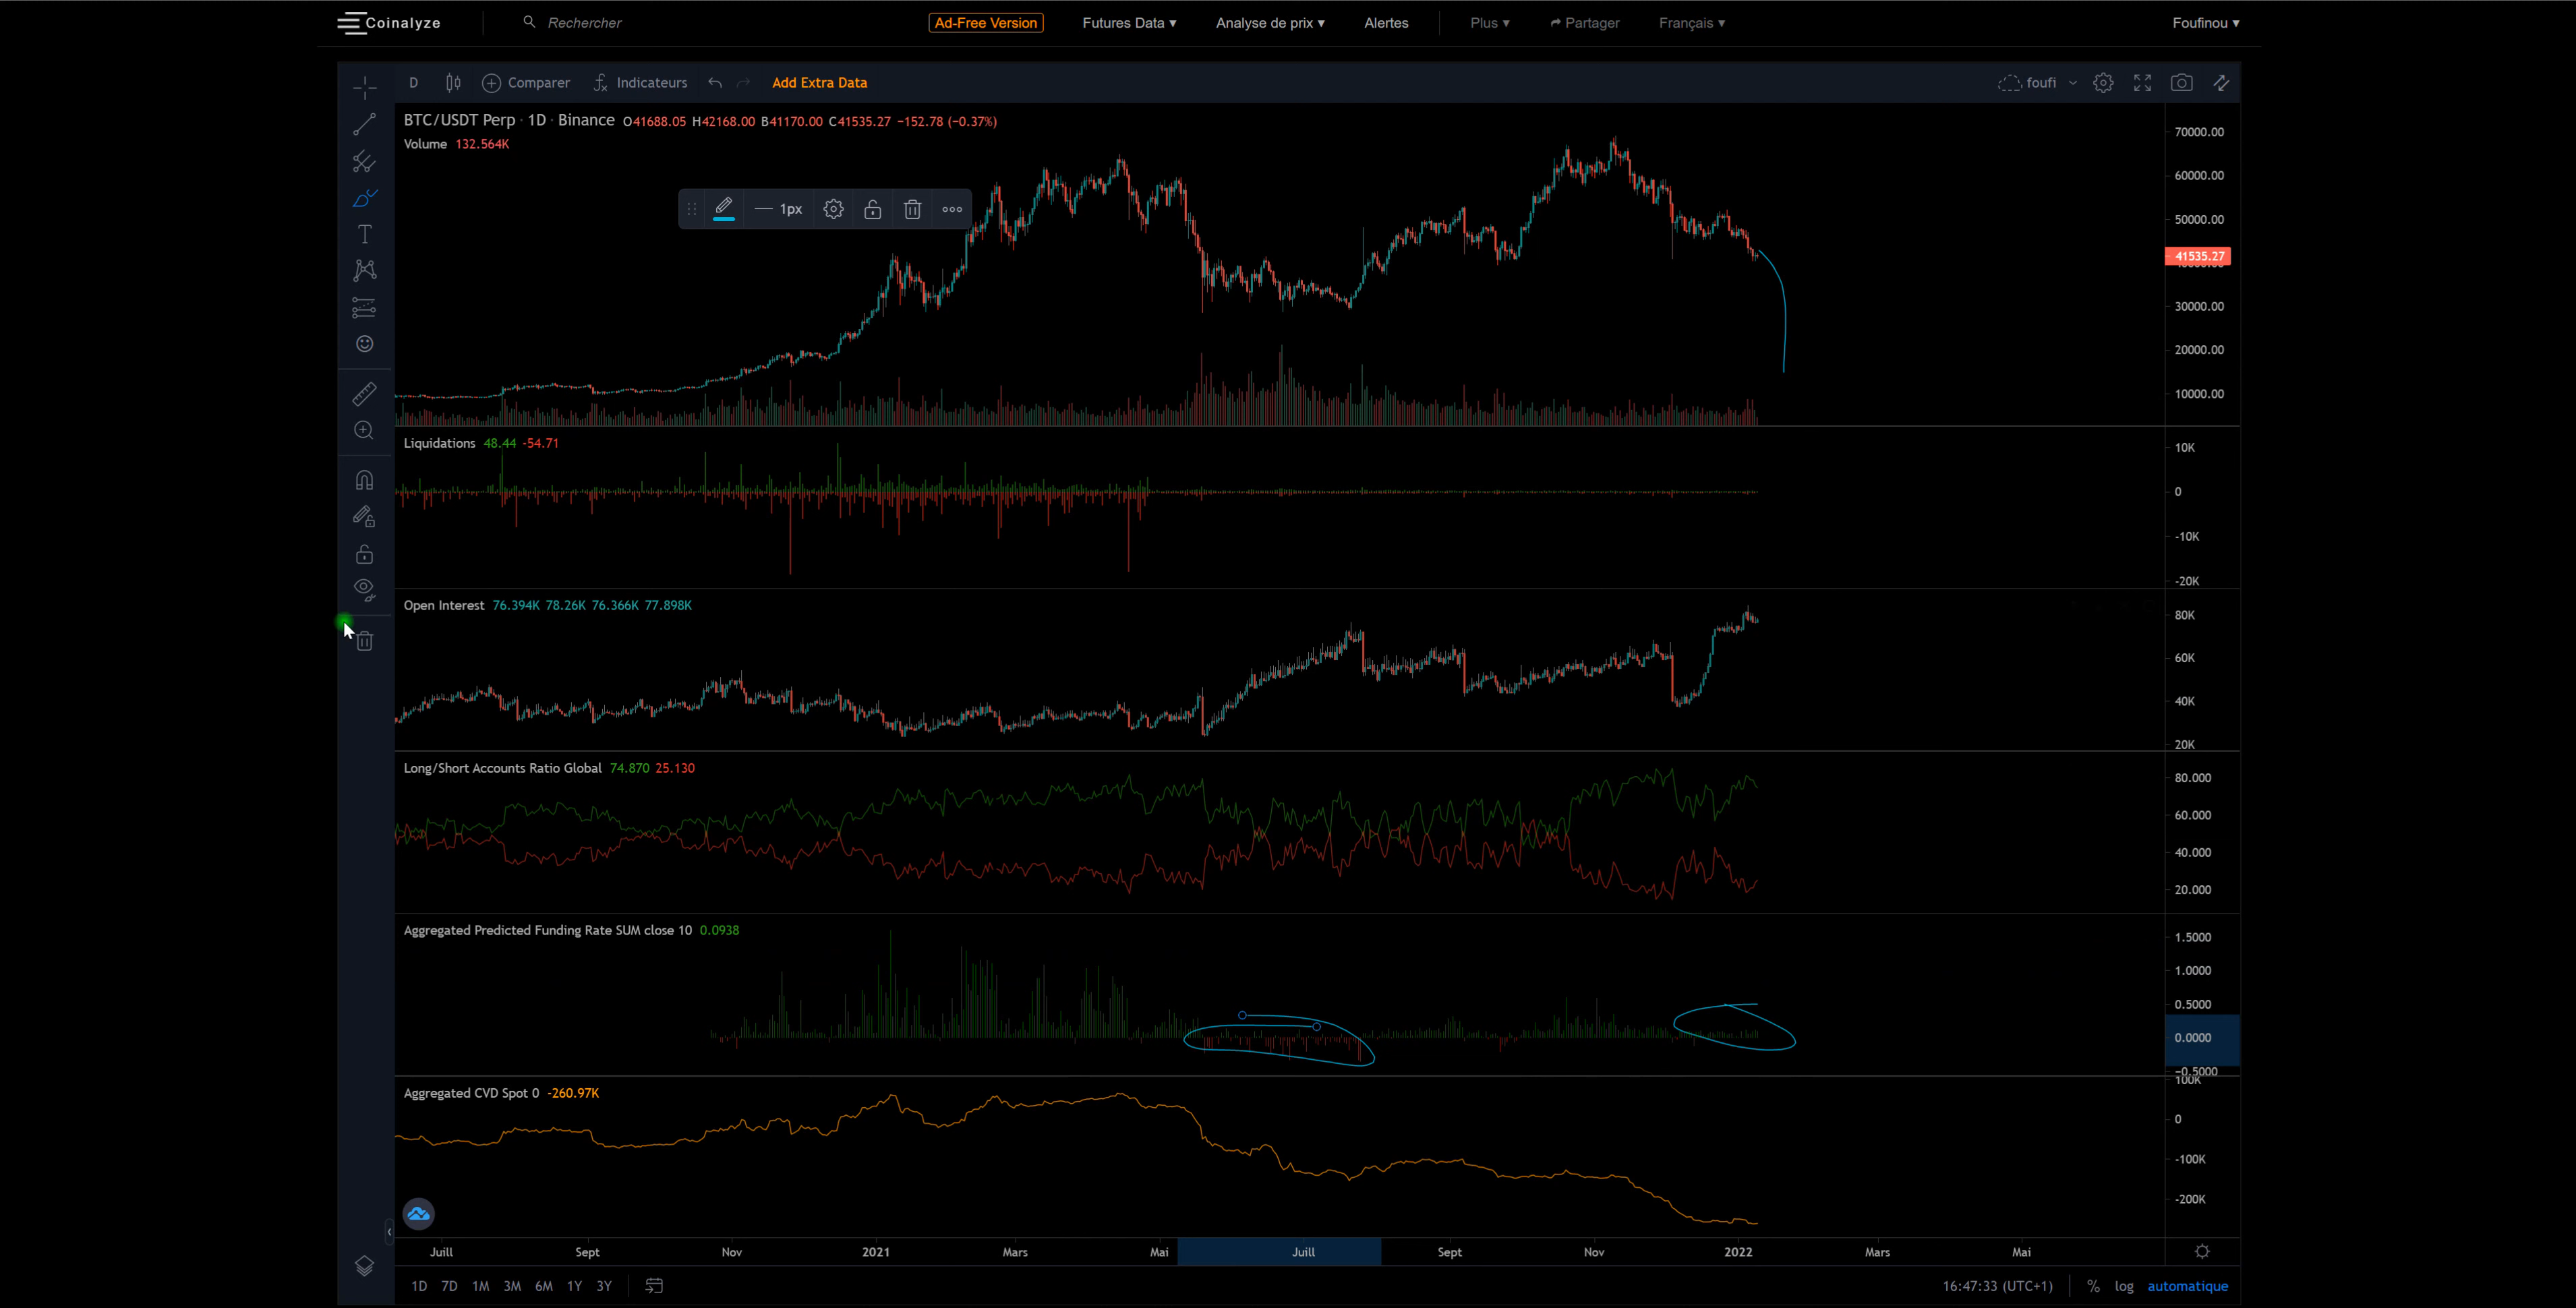 Coinalyze Rechercher Ad-Free Version Futures Data ▾ Analyse de prix ▾ Alertes Plus ▾ Partager Français ▾ Foufinou ▾
D Comparer Indicateurs Add Extra Data foufi
BTC/USDT Perp · 1D · Binance O41688.05 H42168.00 B41170.00 C41535.27 −152.78 (−0.37%)
Volume 132.564K
1px
70000.00
60000.00
50000.00
41535.27
30000.00
20000.00
10000.00
Liquidations 48.44 -54.71
10K
0
-10K
-20K
Open Interest 76.394K 78.26K 76.366K 77.898K
80K
60K
40K
20K
Long/Short Accounts Ratio Global 74.870 25.130
80.000
60.000
40.000
20.000
Aggregated Predicted Funding Rate SUM close 10 0.0938
1.5000
1.0000
0.5000
0.0000
−0.5000
Aggregated CVD Spot 0 -260.97K
100K
0
-100K
-200K
Juill Sept Nov 2021 Mars Mai Juill Sept Nov 2022 Mars Mai
1D 7D 1M 3M 6M 1Y 3Y 16:47:33 (UTC+1) % log automatique